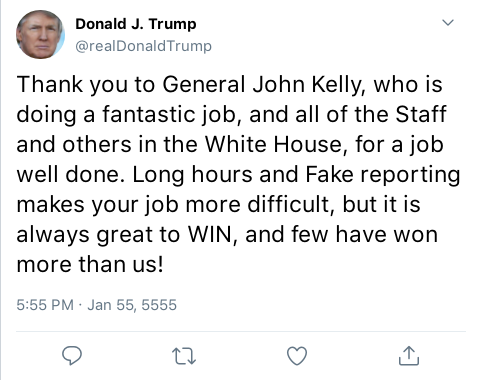 Donald J. Trump
@realDonaldTrump
Thank you to General John Kelly, who is
doing a fantastic job, and all of the Staff
and others in the White House, for a job
well done. Long hours and Fake reporting
makes your job more difficult, but it is
always great to WIN, and few have won
more than us!
5:55 PM · Jan 55, 5555